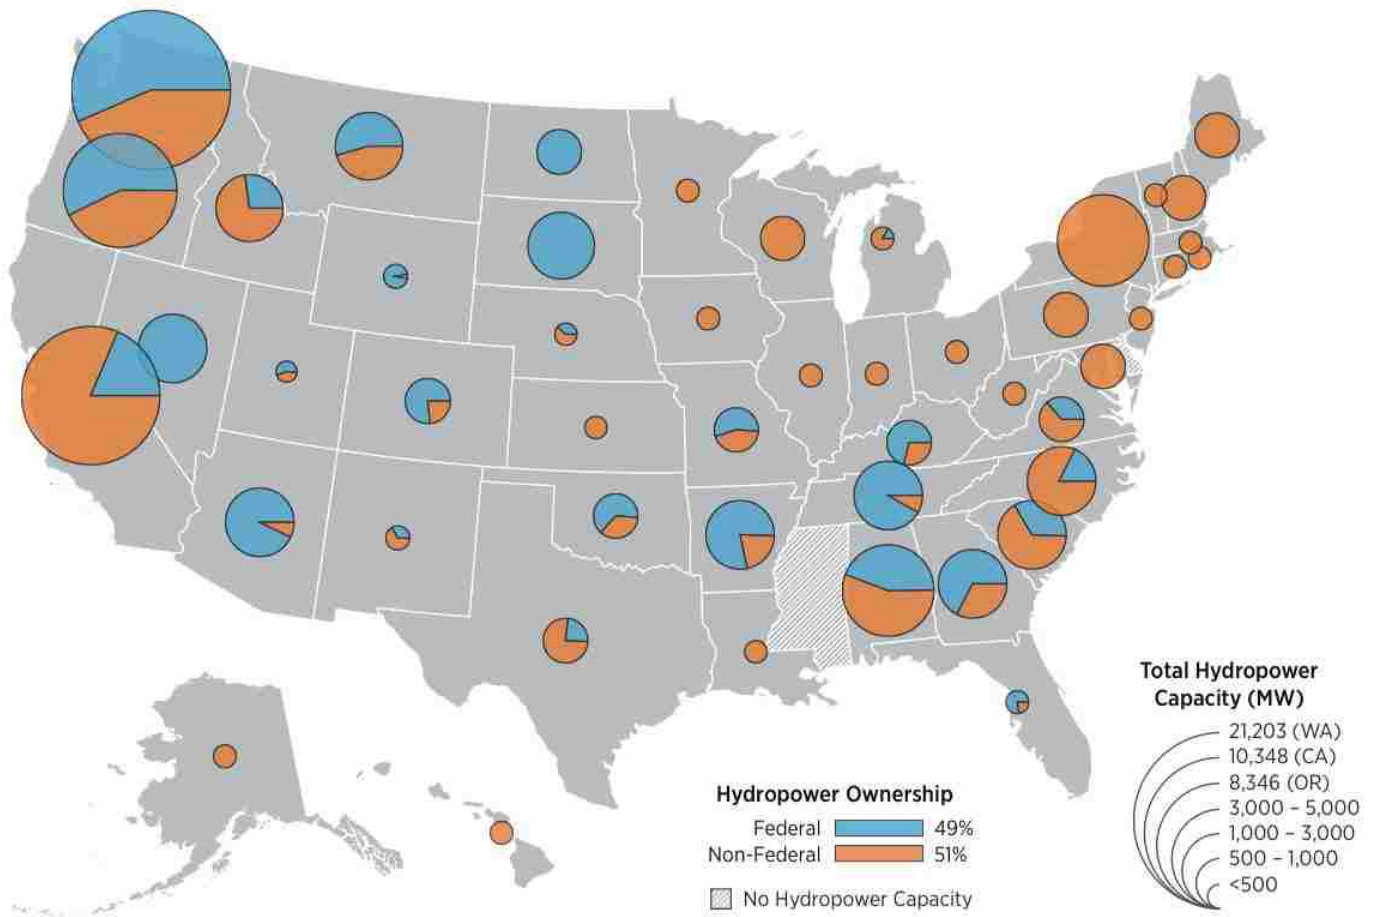 Total Hydropower
Capacity (MW)
21,203 (WA)
10,348 (CA)
8,346 (OR)
3,000 – 5,000
1,000 – 3,000
500 – 1,000
<500
Hydropower Ownership
Federal 49%
Non-Federal 51%
No Hydropower Capacity